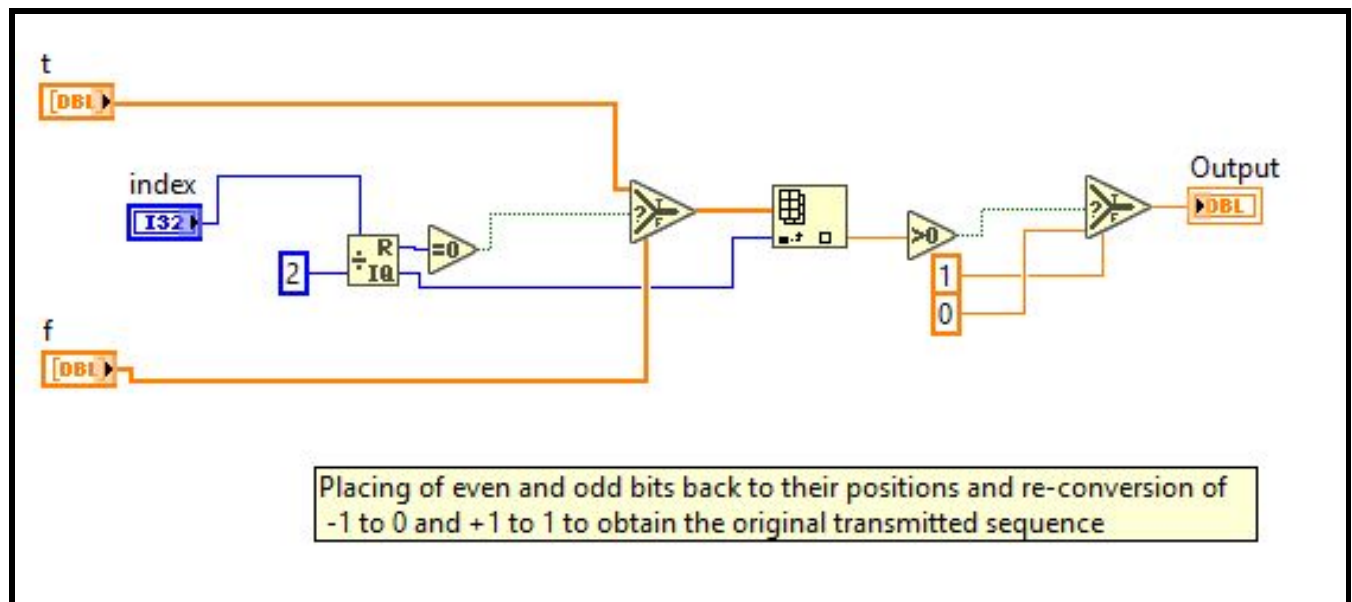 t
[DBL]
index
I32
2
R
IQ
=0
f
[DBL]
?
T
F
>0
1
0
?
T
F
Output
DBL
Placing of even and odd bits back to their positions and re-conversion of
-1 to 0 and +1 to 1 to obtain the original transmitted sequence